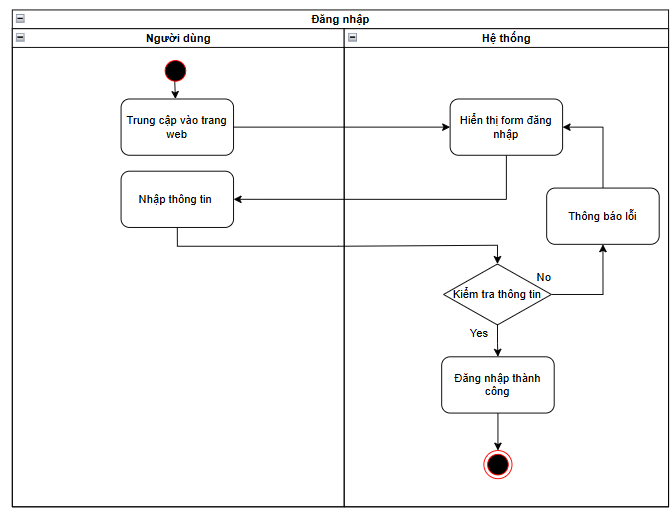 Đăng nhập
Người dùng
Hệ thống
Trung cấp vào trang
web
Hiển thị form đăng
nhập
Nhập thông tin
Thông báo lỗi
No
Kiểm tra thông tin
Yes
Đăng nhập thành
công